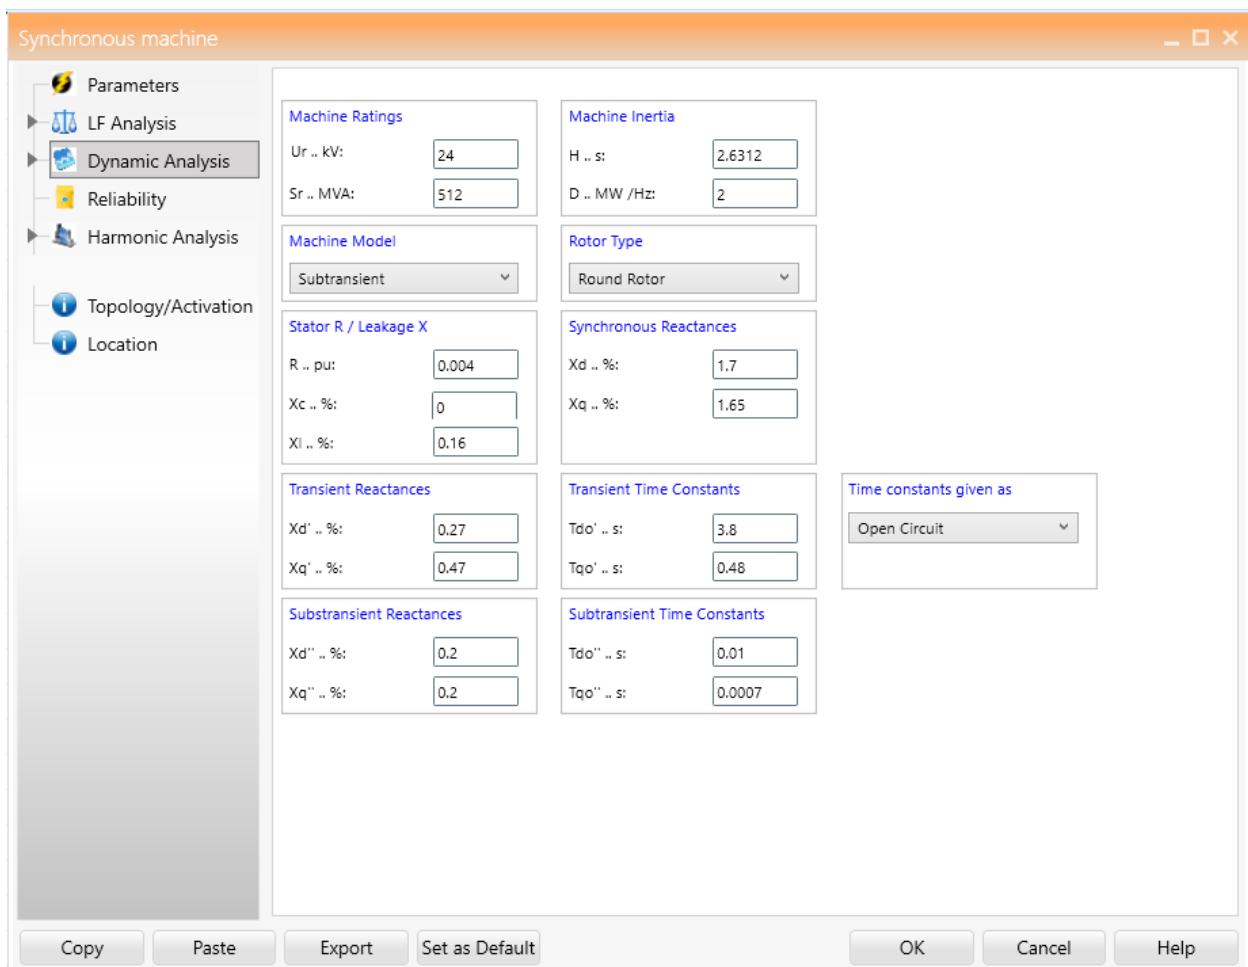 Synchronous machine
Parameters
LF Analysis
Dynamic Analysis
Reliability
Harmonic Analysis
Topology/Activation
Location
Machine Ratings
Ur .. kV: 24
Sr .. MVA: 512
Machine Inertia
H .. s: 2.6312
D .. MW /Hz: 2
Machine Model
Subtransient
Rotor Type
Round Rotor
Stator R / Leakage X
R .. pu: 0.004
Xc .. %: 0
Xl .. %: 0.16
Synchronous Reactances
Xd .. %: 1.7
Xq .. %: 1.65
Transient Reactances
Xd' .. %: 0.27
Xq' .. %: 0.47
Transient Time Constants
Tdo' .. s: 3.8
Tqo' .. s: 0.48
Time constants given as
Open Circuit
Substransient Reactances
Xd'' .. %: 0.2
Xq'' .. %: 0.2
Subtransient Time Constants
Tdo'' .. s: 0.01
Tqo'' .. s: 0.0007
Copy Paste Export Set as Default OK Cancel Help